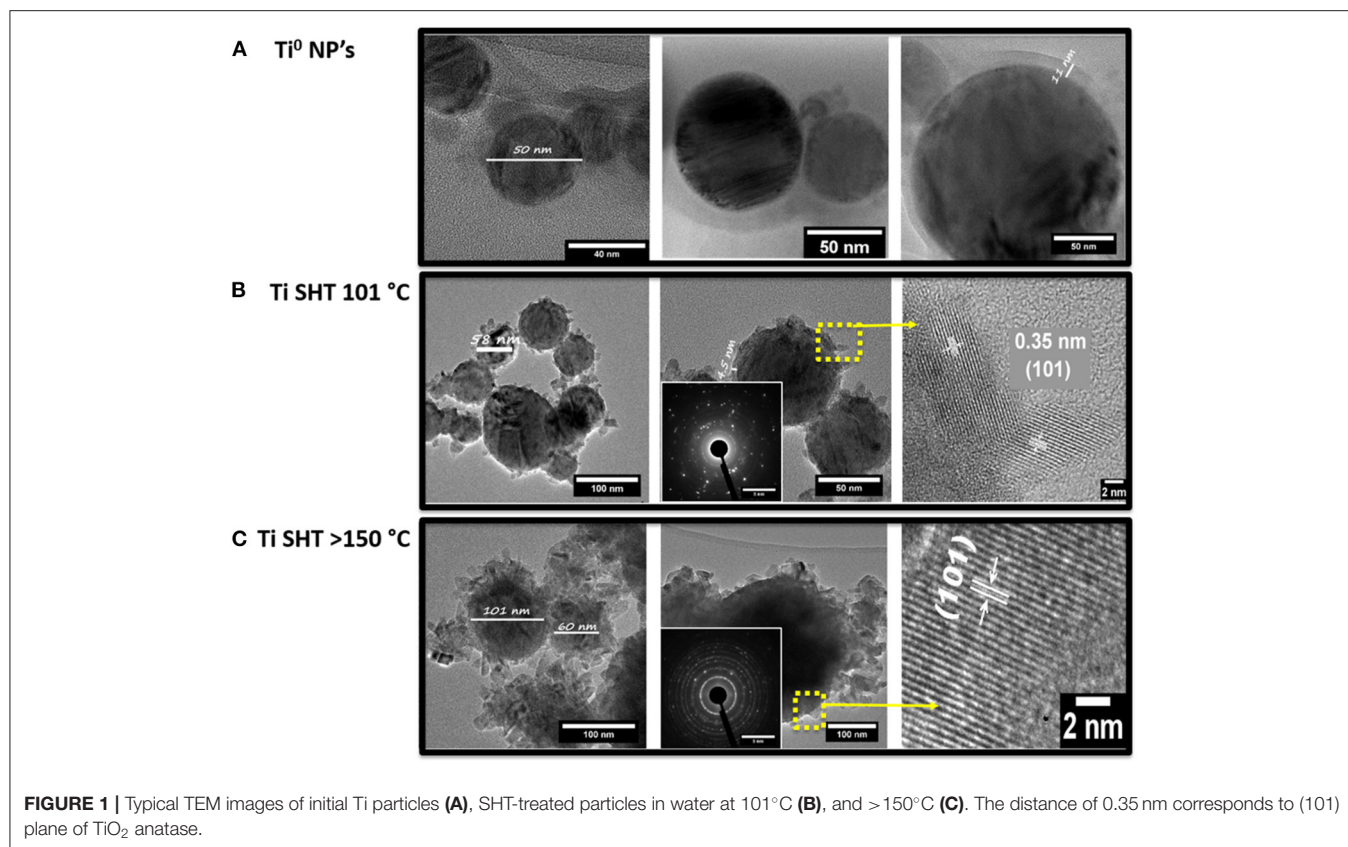 A Ti⁰ NP's
50 nm
40 nm
50 nm
11 nm
50 nm
B Ti SHT 101 °C
58 nm
100 nm
4.5 nm
50 nm
0.35 nm
(101)
2 nm
C Ti SHT >150 °C
101 nm
60 nm
100 nm
100 nm
(101)
2 nm
FIGURE 1 | Typical TEM images of initial Ti particles (A), SHT-treated particles in water at 101°C (B), and >150°C (C). The distance of 0.35 nm corresponds to (101)
plane of TiO₂ anatase.